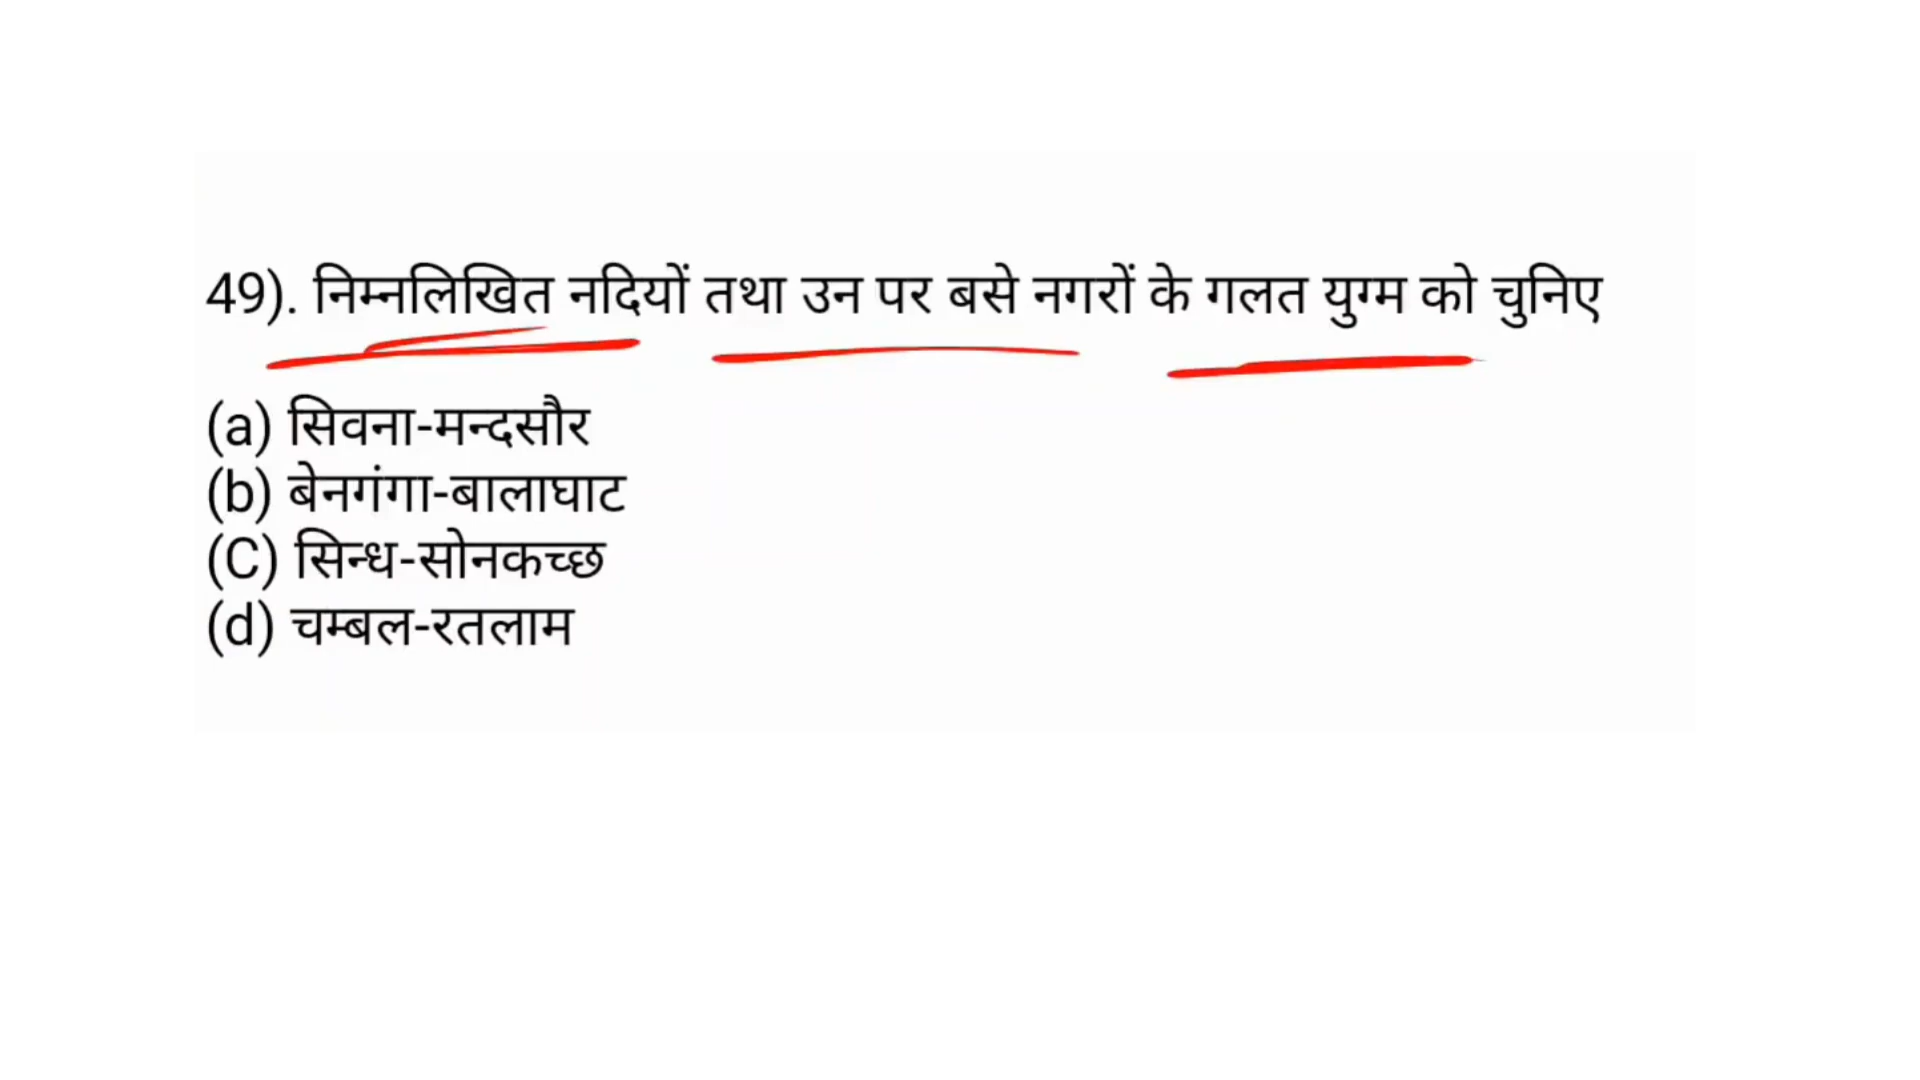 49). निम्नलिखित नदियों तथा उन पर बसे नगरों के गलत युग्म को चुनिए
(a) सिवना-मन्दसौर
(b) बेनगंगा-बालाघाट
(C) सिन्ध-सोनकच्छ
(d) चम्बल-रतलाम